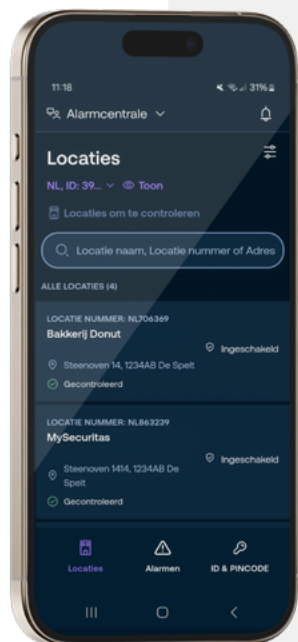 11:18
31%
Alarmcentrale
Locaties
NL, ID: 39... Toon
Locaties om te controleren
Locatie naam, Locatie nummer of Adres
ALLE LOCATIES (4)
LOCATIE NUMMER: NL706369
Bakkerij Donut
Ingeschakeld
Steenoven 14, 1234AB De Spelt
Gecontroleerd
LOCATIE NUMMER: NL863239
MySecuritas
Ingeschakeld
Steenoven 1414, 1234AB De
Spelt
Gecontroleerd
Locaties
Alarmen
ID & PINCODE